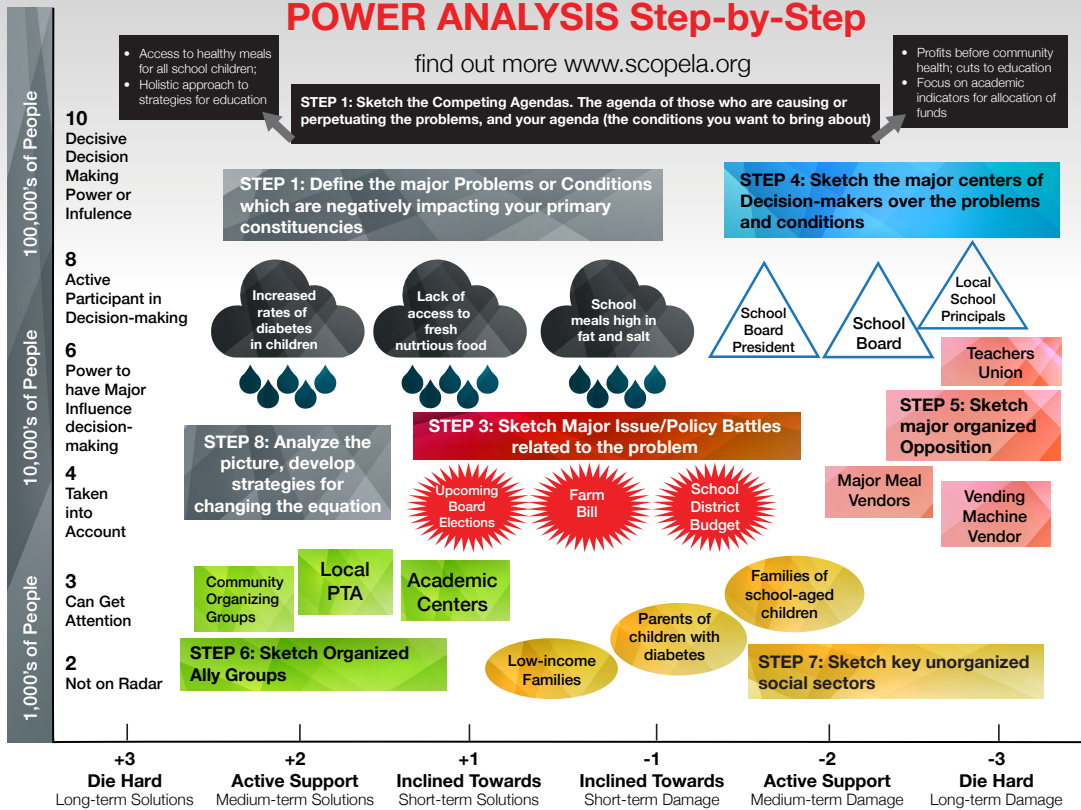 POWER ANALYSIS Step-by-Step
find out more www.scopela.org
• Access to healthy meals
for all school children;
• Holistic approach to
strategies for education
STEP 1: Sketch the Competing Agendas. The agenda of those who are causing or
perpetuating the problems, and your agenda (the conditions you want to bring about)
• Profits before community
health; cuts to education
• Focus on academic
indicators for allocation of
funds
100,000's of People
10,000's of People
1,000's of People
10
Decisive
Decision
Making
Power or
Infulence
8
Active
Participant in
Decision-making
6
Power to
have Major
Influence
decision-
making
4
Taken
into
Account
3
Can Get
Attention
2
Not on Radar
STEP 1: Define the major Problems or Conditions
which are negatively impacting your primary
constituencies
STEP 4: Sketch the major centers of
Decision-makers over the problems
and conditions
Increased
rates of
diabetes
in children
Lack of
access to
fresh
nutrtious food
School
meals high in
fat and salt
School
Board
President
School
Board
Local
School
Principals
Teachers
Union
STEP 5: Sketch
major organized
Opposition
STEP 8: Analyze the
picture, develop
strategies for
changing the equation
STEP 3: Sketch Major Issue/Policy Battles
related to the problem
Upcoming
Board
Elections
Farm
Bill
School
District
Budget
Major Meal
Vendors
Vending
Machine
Vendor
Community
Organizing
Groups
Local
PTA
Academic
Centers
Families of
school-aged
children
Parents of
children with
diabetes
Low-income
Families
STEP 6: Sketch Organized
Ally Groups
STEP 7: Sketch key unorganized
social sectors
+3
Die Hard
Long-term Solutions
+2
Active Support
Medium-term Solutions
+1
Inclined Towards
Short-term Solutions
-1
Inclined Towards
Short-term Damage
-2
Active Support
Medium-term Damage
-3
Die Hard
Long-term Damage